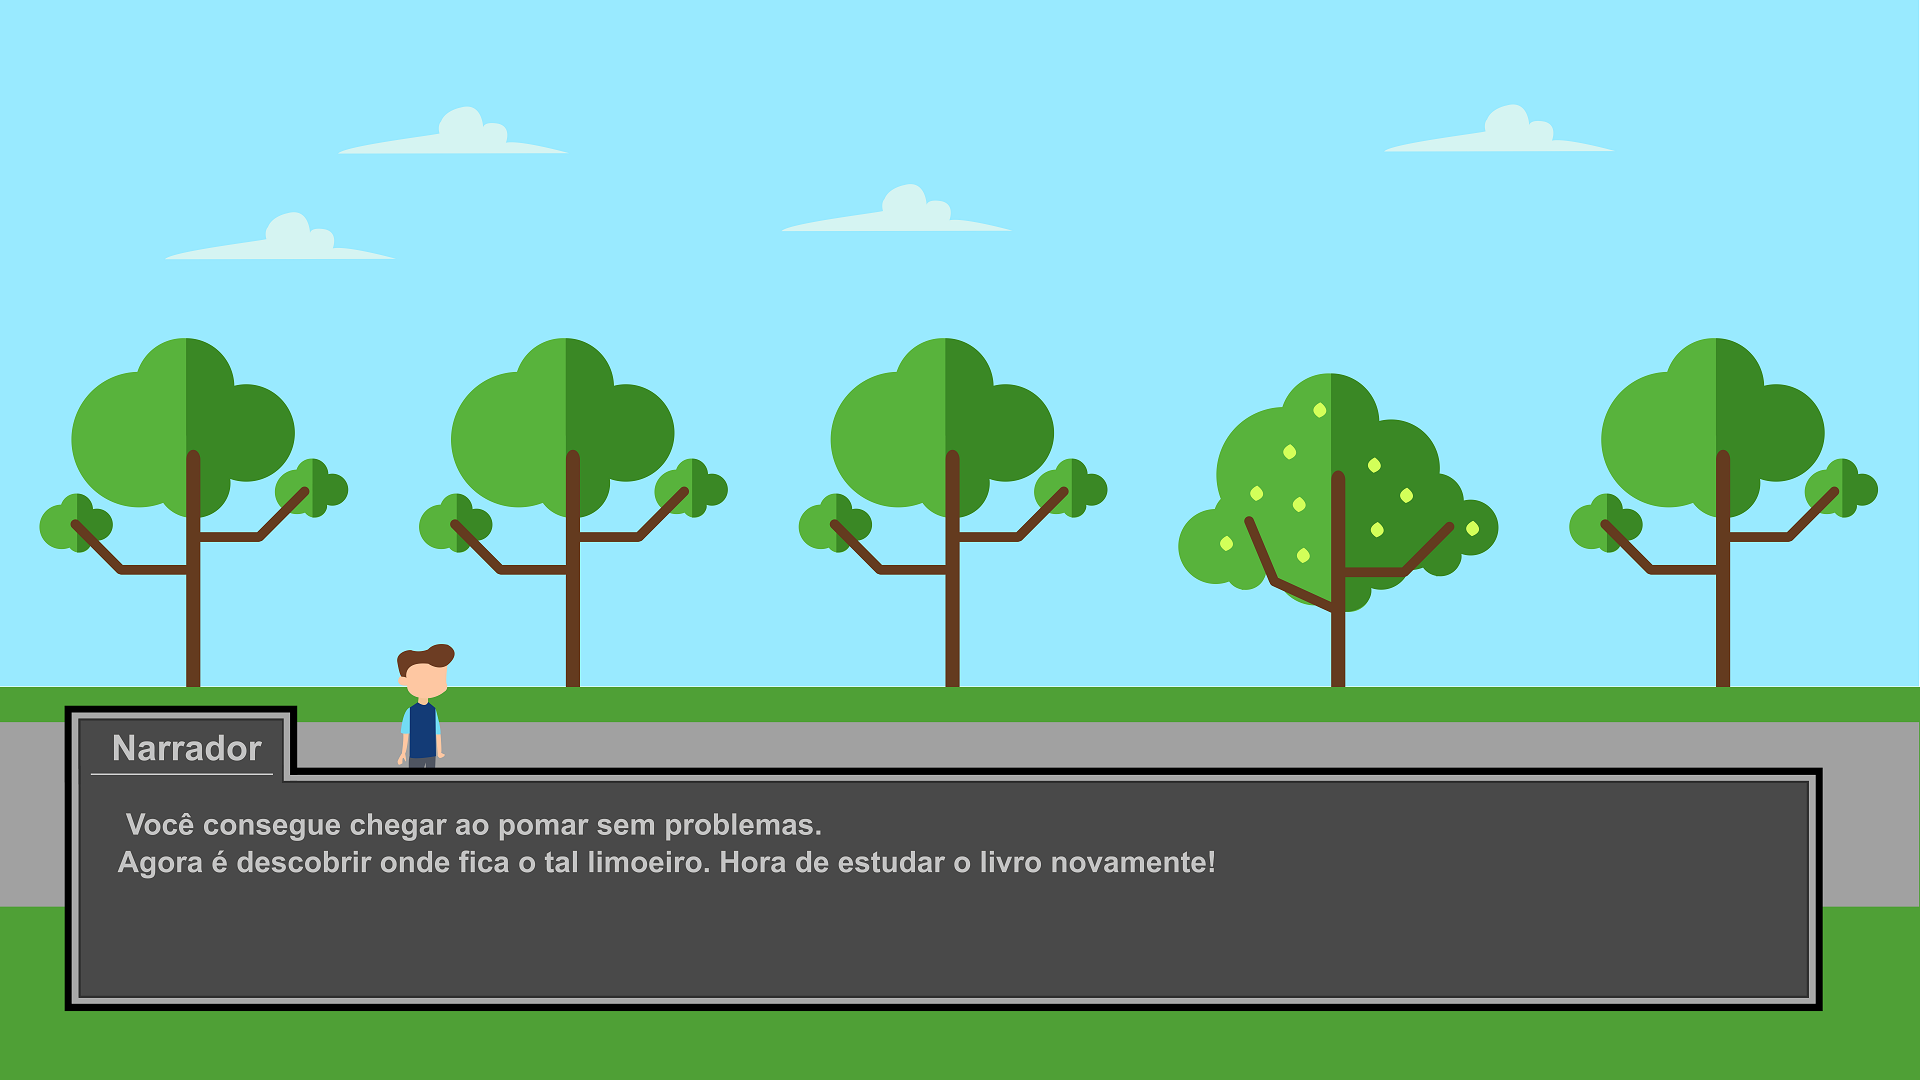 Narrador
Você consegue chegar ao pomar sem problemas.
Agora é descobrir onde fica o tal limoeiro. Hora de estudar o livro novamente!